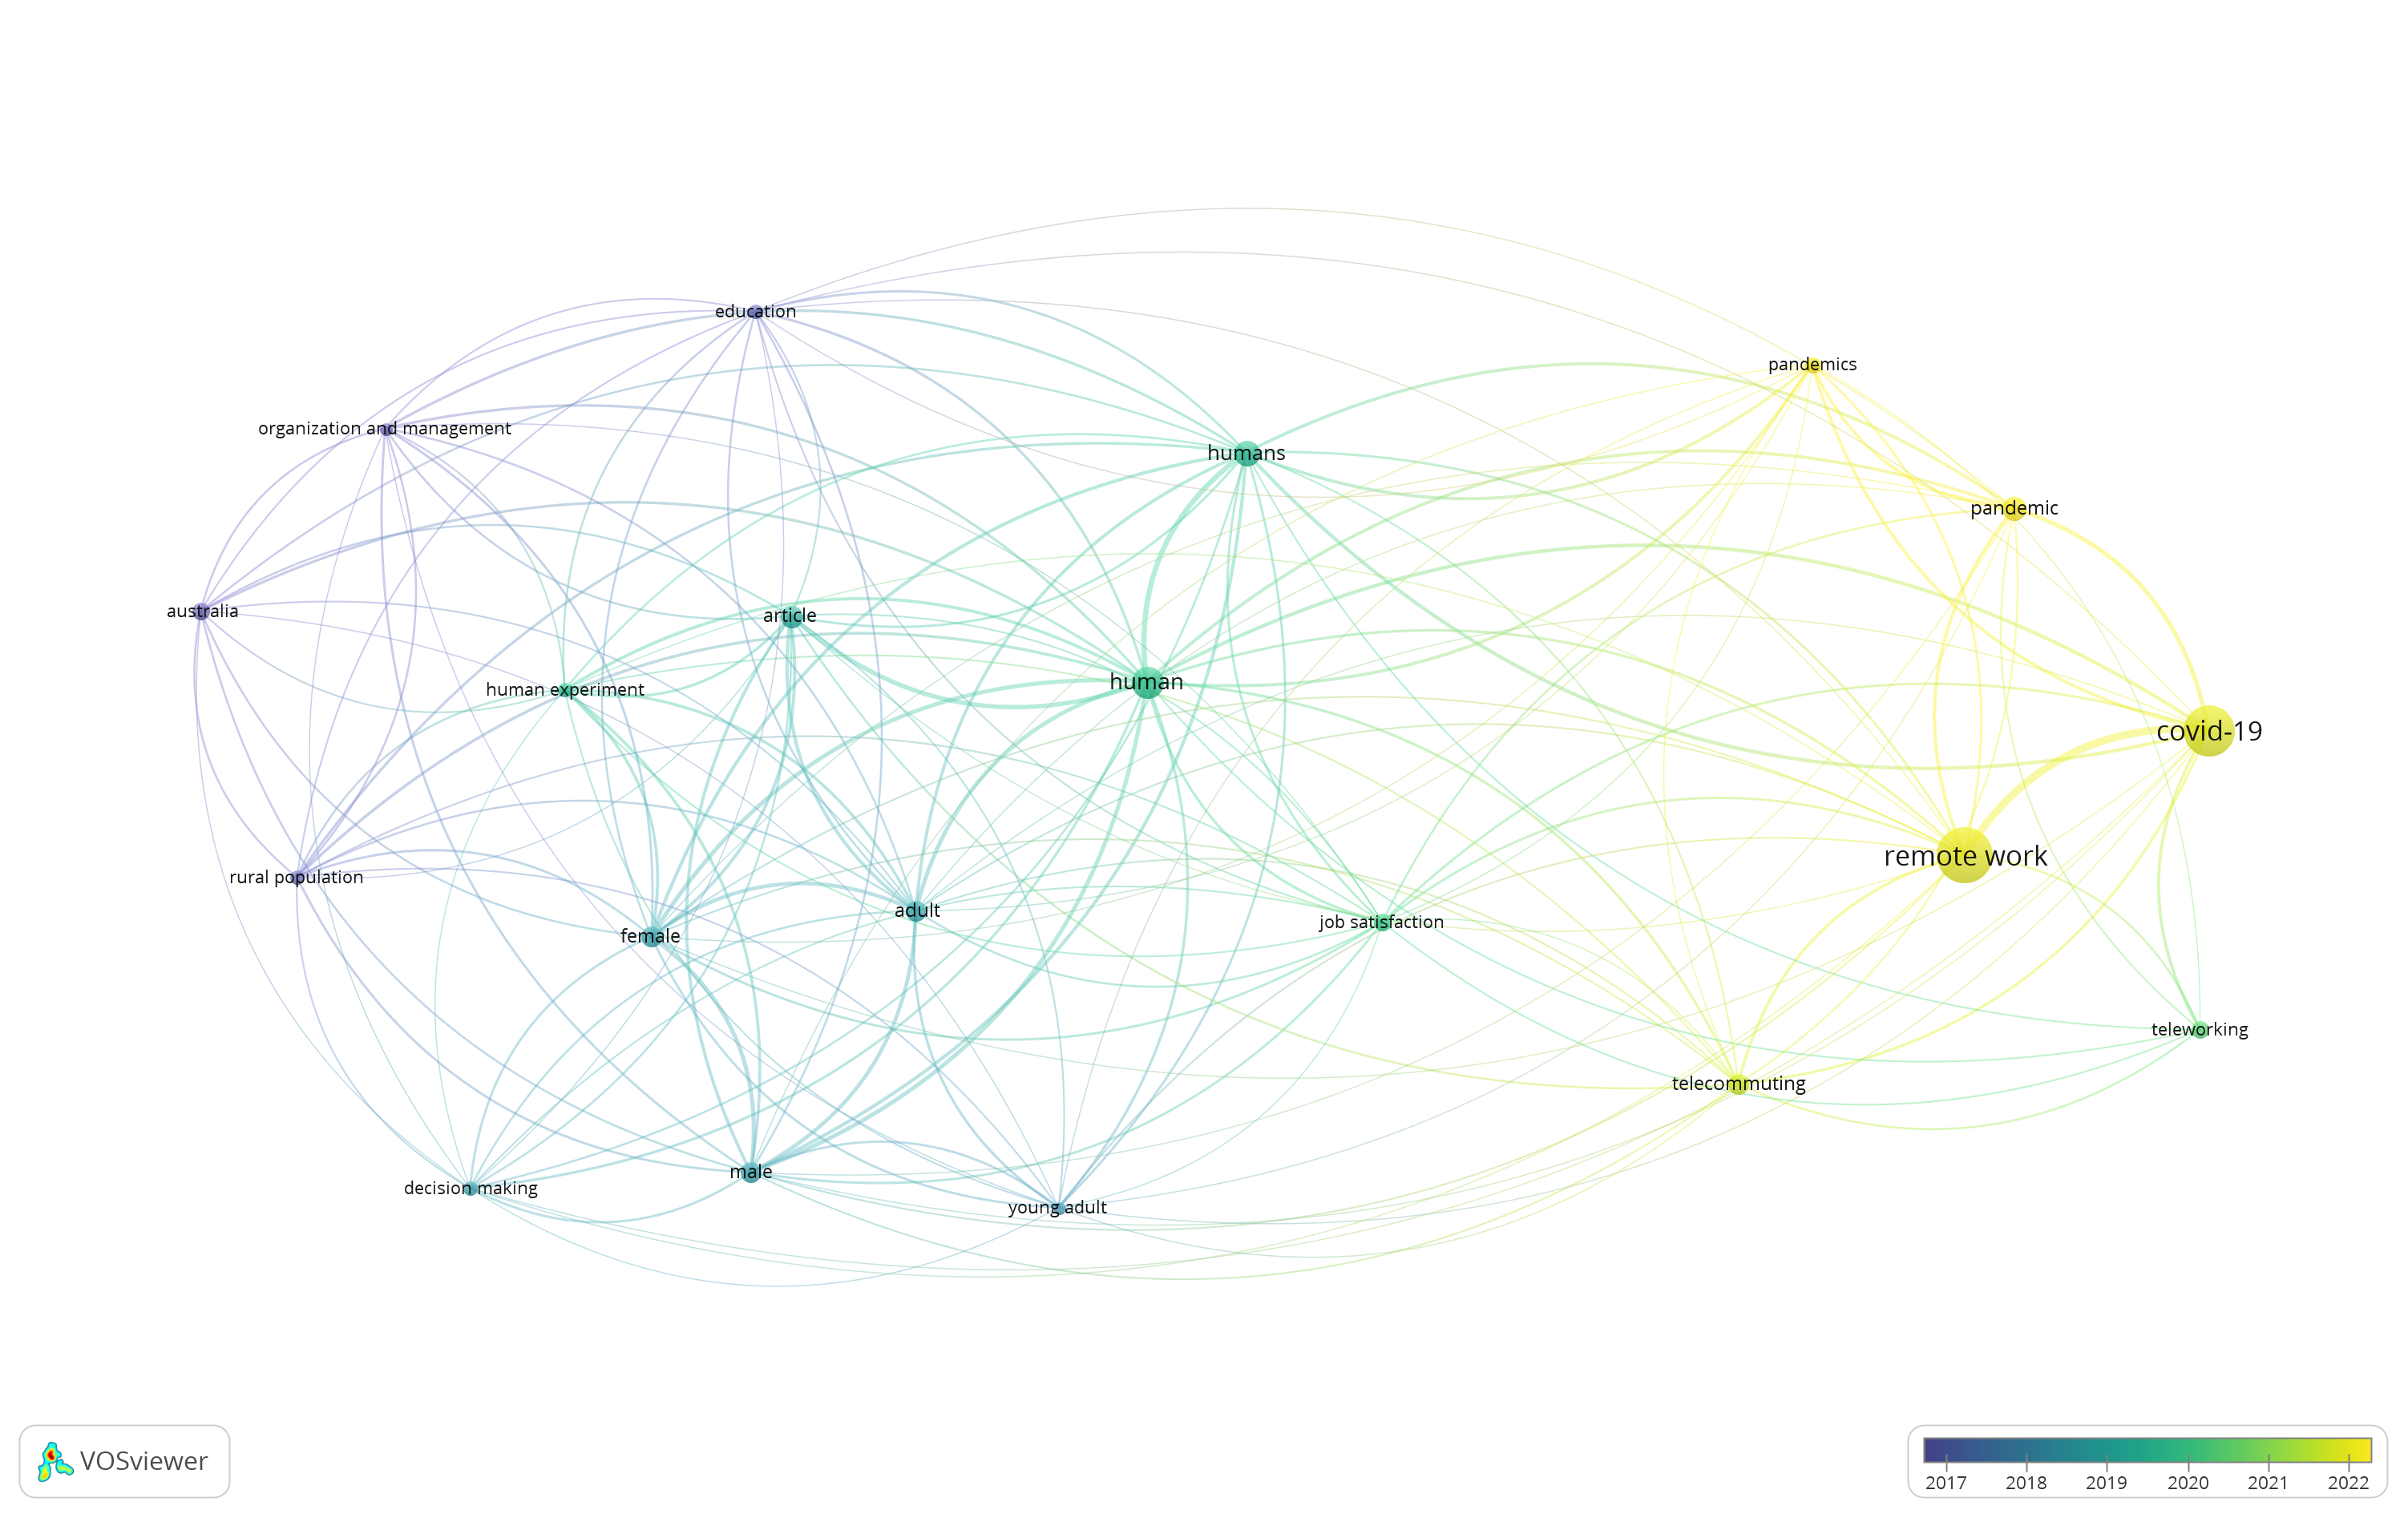 education
pandemics
organization and management
humans
pandemic
australia
article
human experiment
human
covid-19
remote work
rural population
adult
female
job satisfaction
teleworking
telecommuting
male
decision making
young adult
VOSviewer
2017 2018 2019 2020 2021 2022